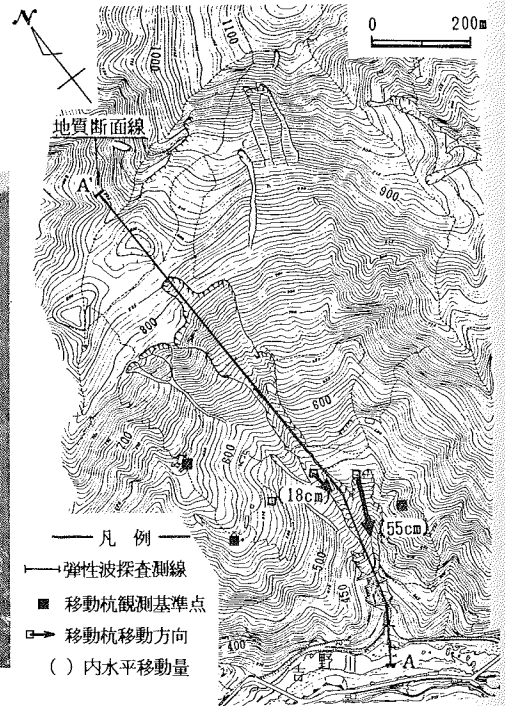 N
0 200m
1100
1000
地質断面線
A'
900
800
600
700
600
(18cm)
(55cm)
500
450
400
吉野川
A
凡例
弾性波探査測線
移動杭観測基準点
移動杭移動方向
( ) 内水平移動量